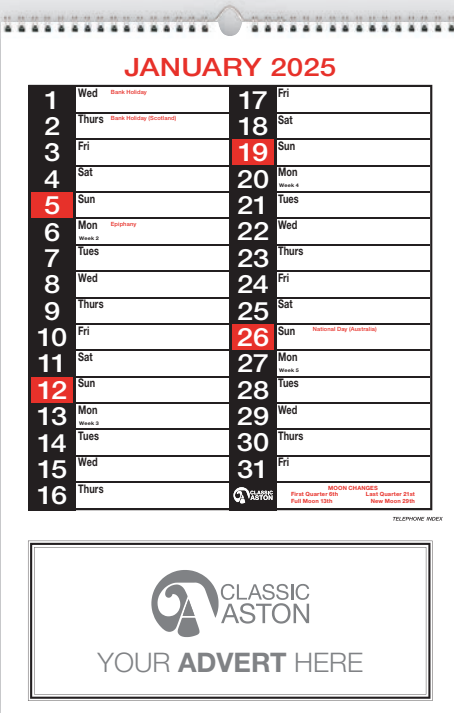 JANUARY 2025
1 Wed Bank Holiday
2 Thurs Bank Holiday (Scotland)
3 Fri
4 Sat
5 Sun
6 Mon Epiphany
Week 2
7 Tues
8 Wed
9 Thurs
10 Fri
11 Sat
12 Sun
13 Mon
Week 3
14 Tues
15 Wed
16 Thurs
17 Fri
18 Sat
19 Sun
20 Mon
Week 4
21 Tues
22 Wed
23 Thurs
24 Fri
25 Sat
26 Sun National Day (Australia)
27 Mon
Week 5
28 Tues
29 Wed
30 Thurs
31 Fri
CLASSIC
ASTON
MOON CHANGES
First Quarter 6th Last Quarter 21st
Full Moon 13th New Moon 29th
TELEPHONE INDEX
CLASSIC
ASTON
YOUR ADVERT HERE